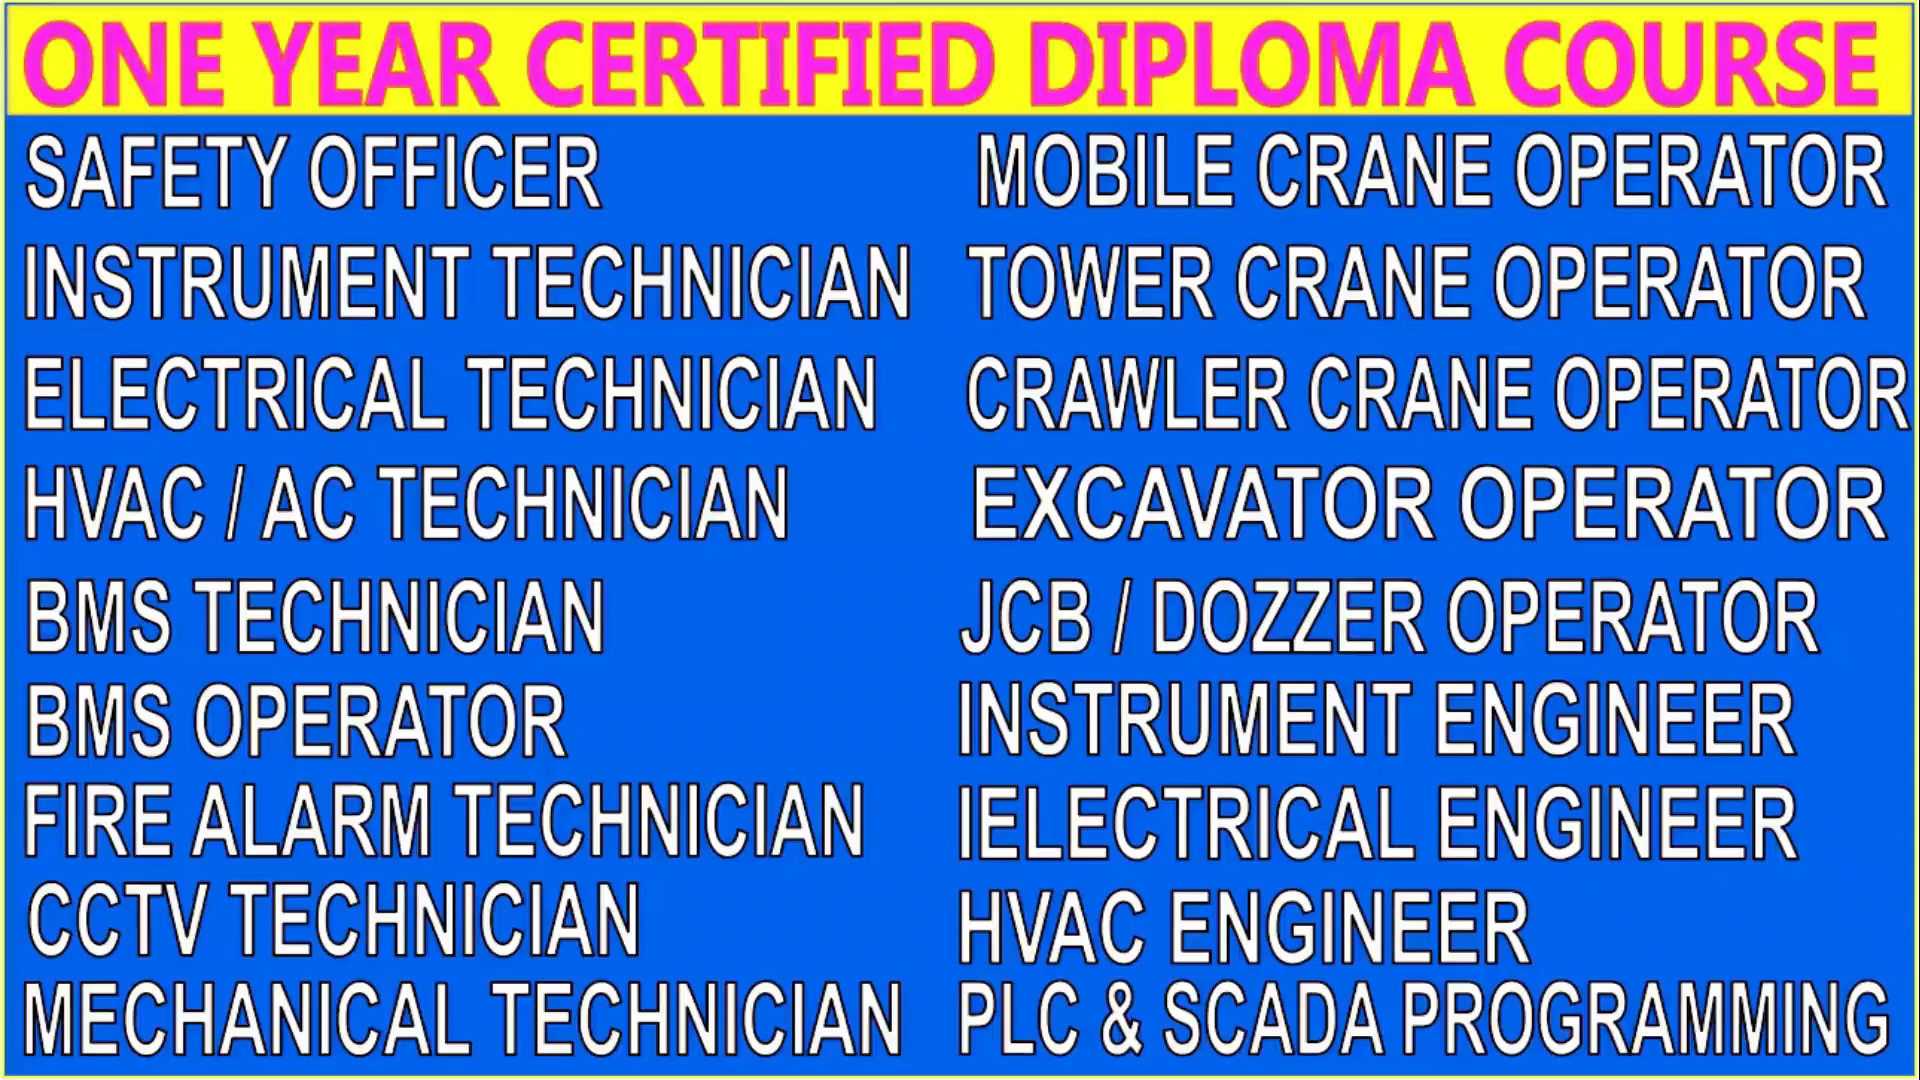 ONE YEAR CERTIFIED DIPLOMA COURSE
SAFETY OFFICER
INSTRUMENT TECHNICIAN
ELECTRICAL TECHNICIAN
HVAC / AC TECHNICIAN
BMS TECHNICIAN
BMS OPERATOR
FIRE ALARM TECHNICIAN
CCTV TECHNICIAN
MECHANICAL TECHNICIAN
MOBILE CRANE OPERATOR
TOWER CRANE OPERATOR
CRAWLER CRANE OPERATOR
EXCAVATOR OPERATOR
JCB / DOZZER OPERATOR
INSTRUMENT ENGINEER
IELECTRICAL ENGINEER
HVAC ENGINEER
PLC & SCADA PROGRAMMING